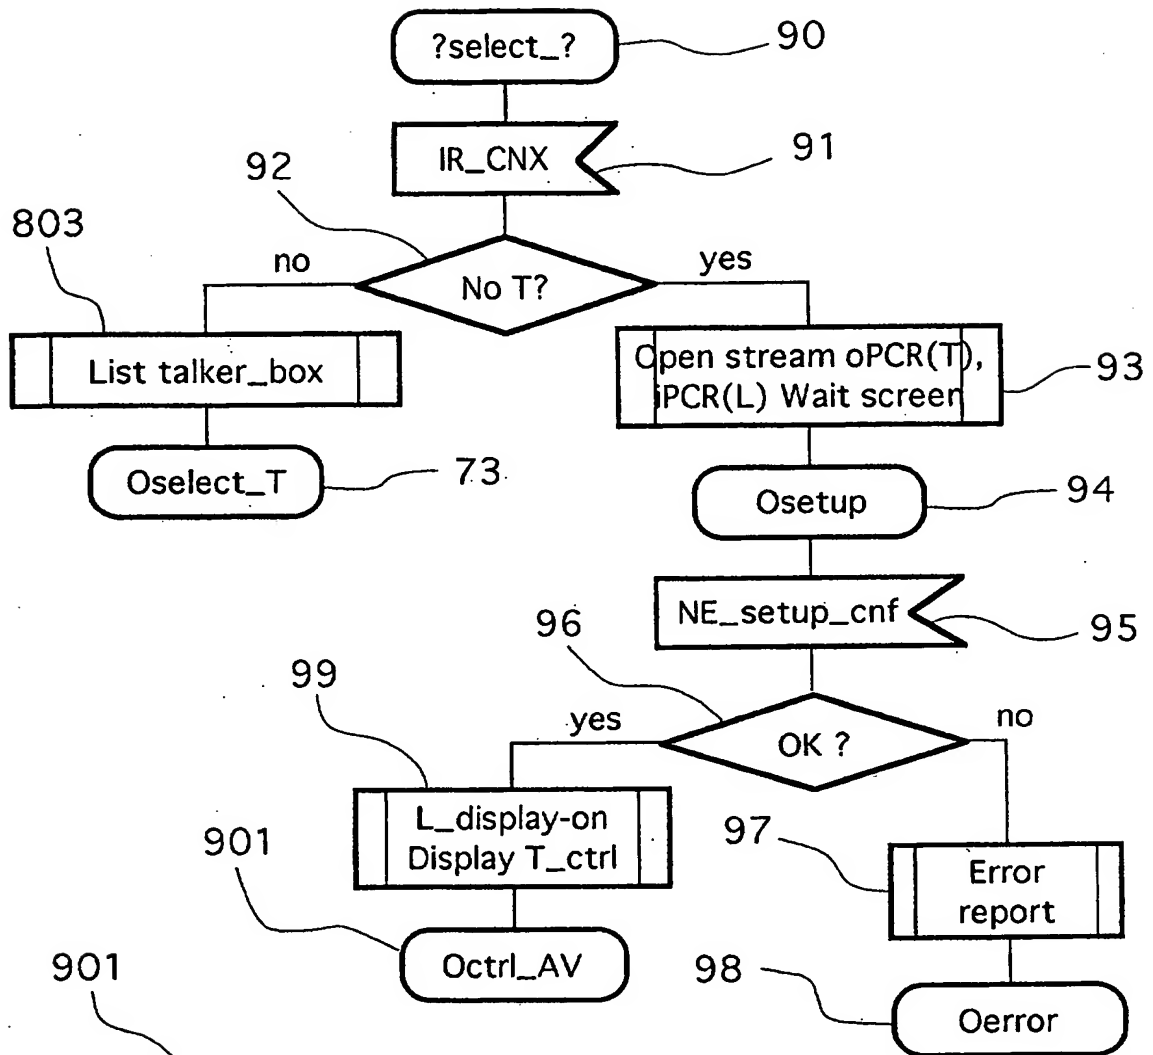 ?select_?
90
IR_CNX
91
92
803
no
No T?
yes
List talker_box
Open stream oPCR(T),
iPCR(L) Wait screen
93
Oselect_T
73
Osetup
94
NE_setup_cnf
95
96
99
yes
OK ?
no
L_display-on
Display T_ctrl
901
97
Error
report
Octrl_AV
901
98
Oerror